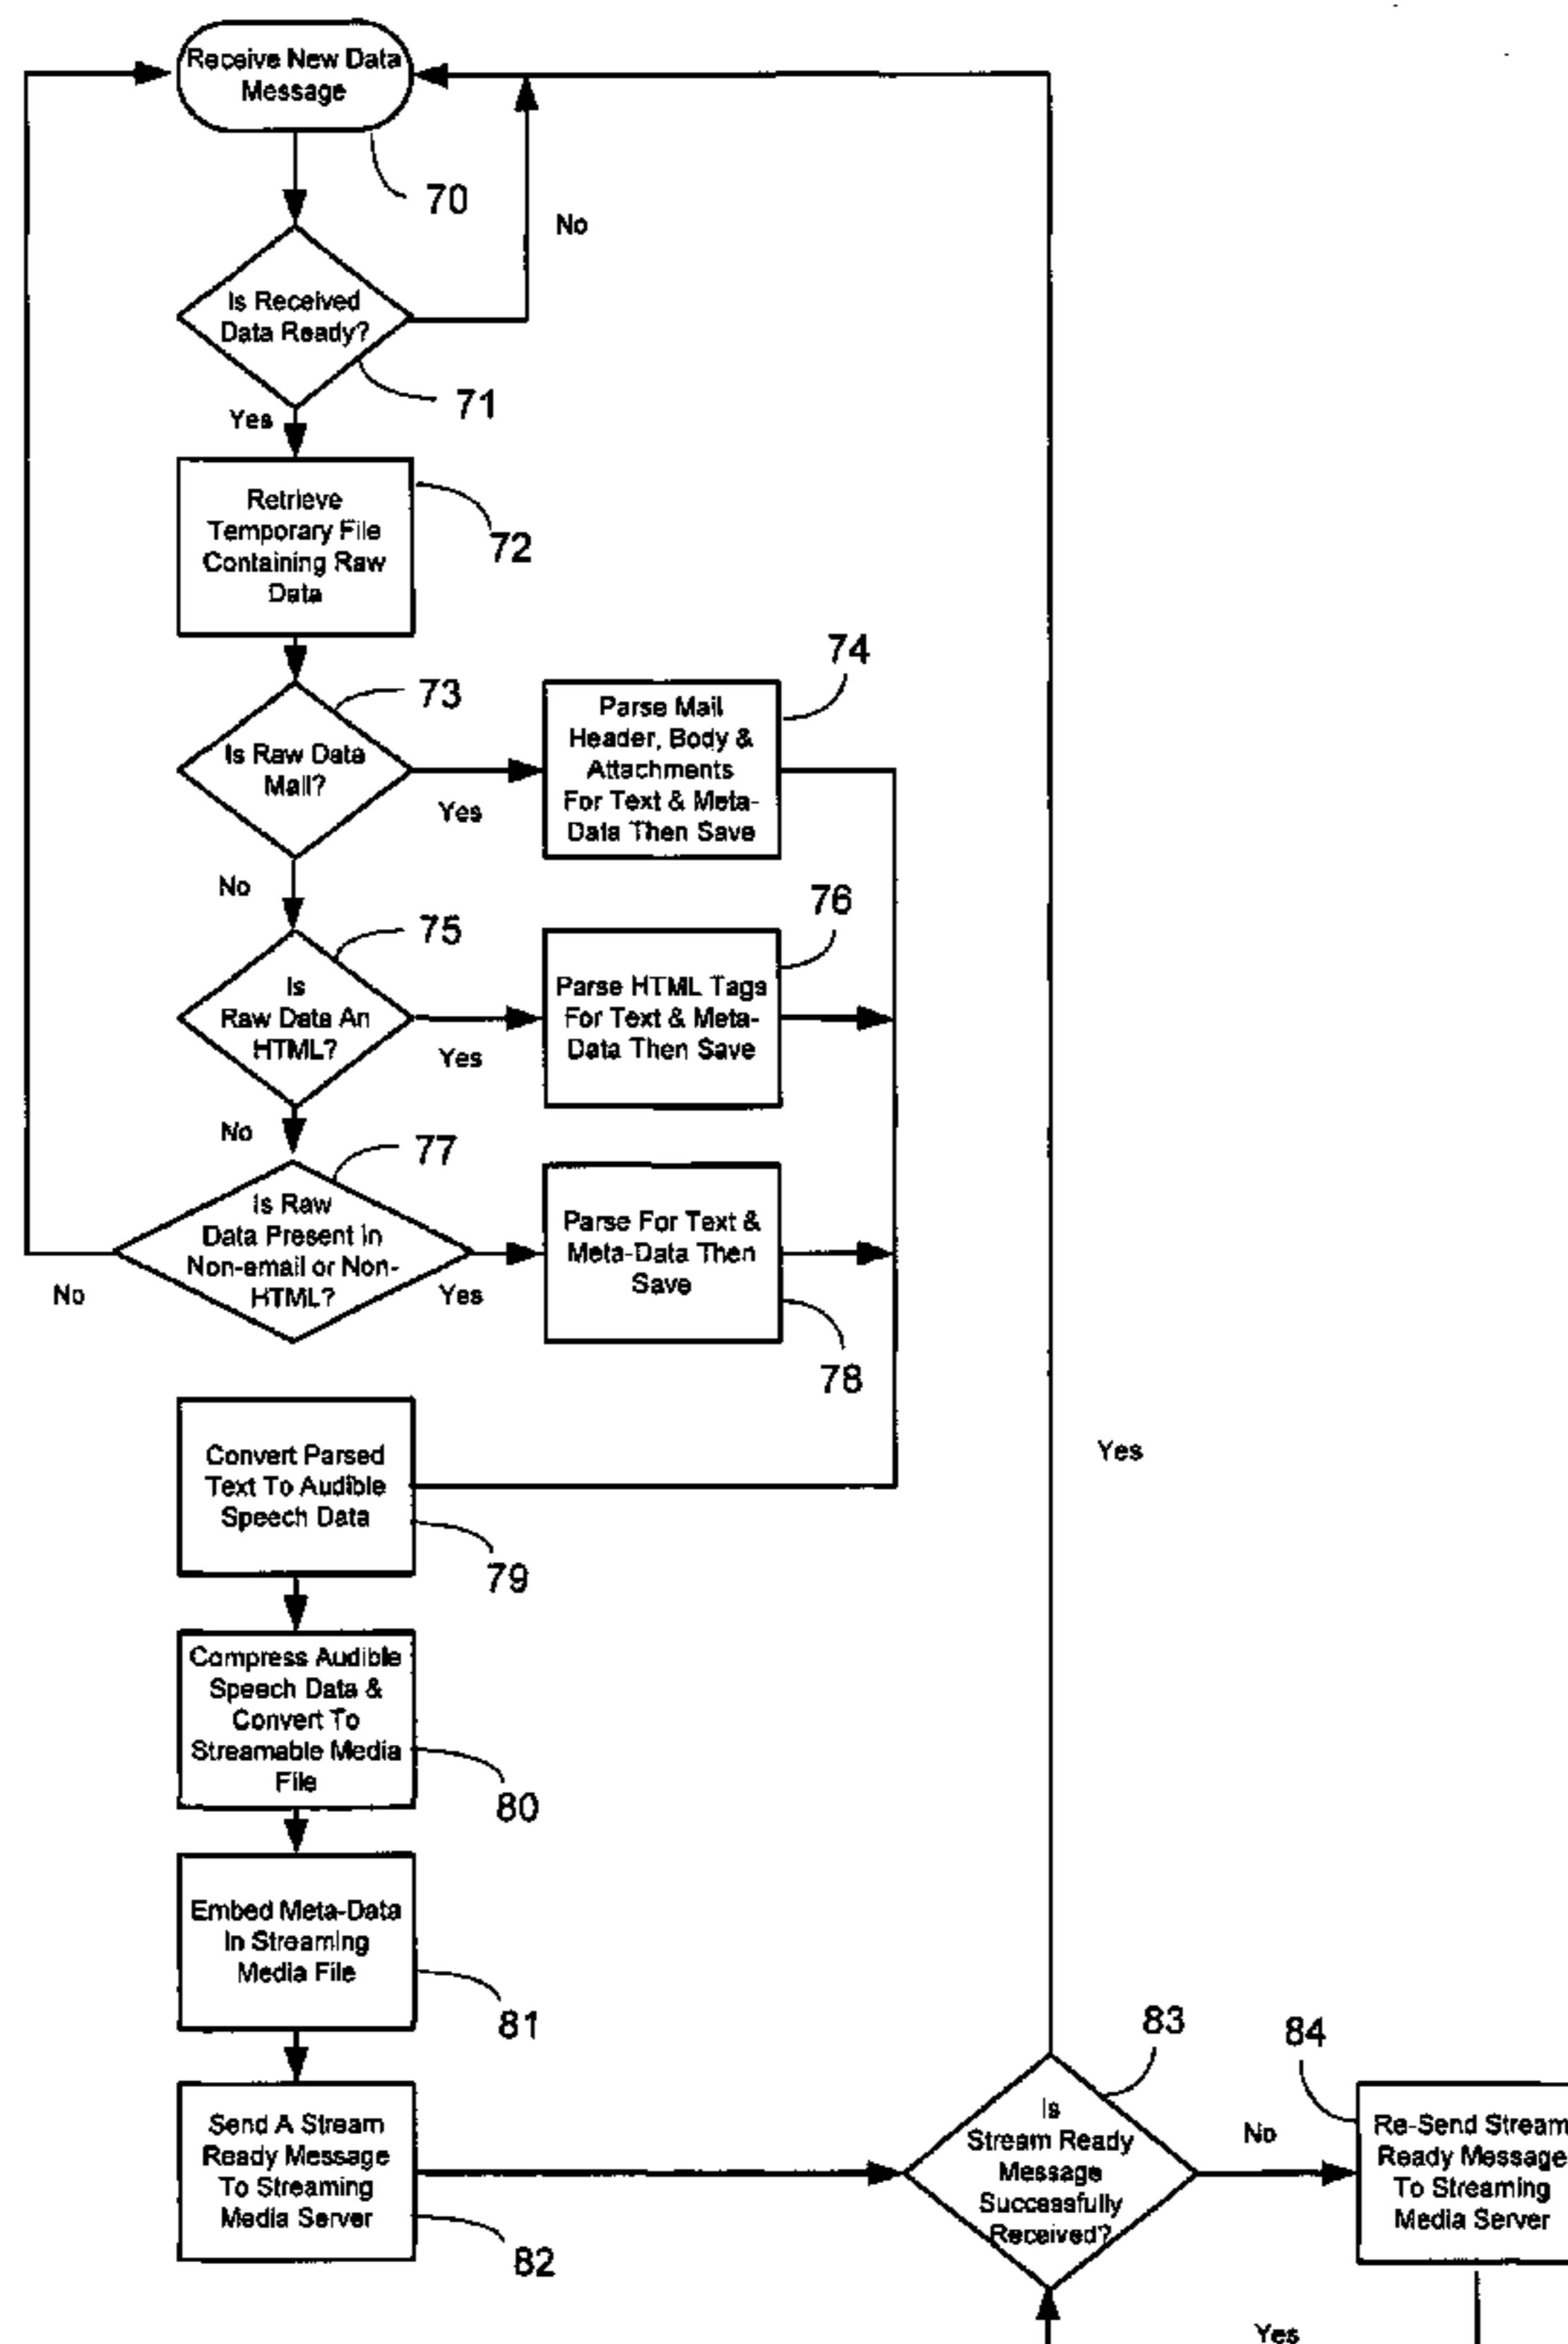 Receive New Data
Message
70
No
Is Received
Data Ready?
71
Yes
Retrieve
Temporary File
Containing Raw
Data
72
73
Is Raw Data
Mail?
Yes
74
Parse Mail
Header, Body &
Attachments
For Text & Meta-
Data Then Save
No
75
Is
Raw Data An
HTML?
Yes
76
Parse HTML Tags
For Text & Meta-
Data Then Save
No
77
Is Raw
Data Present in
Non-email or Non-
HTML?
No
Yes
Parse For Text &
Meta-Data Then
Save
78
Yes
Convert Parsed
Text To Audible
Speech Data
79
Compress Audible
Speech Data &
Convert To
Streamable Media
File
80
Embed Meta-Data
In Streaming
Media File
81
Send A Stream
Ready Message
To Streaming
Media Server
82
83
Is
Stream Ready
Message
Successfully
Received?
No
84
Re-Send Stream
Ready Message
To Streaming
Media Server
Yes